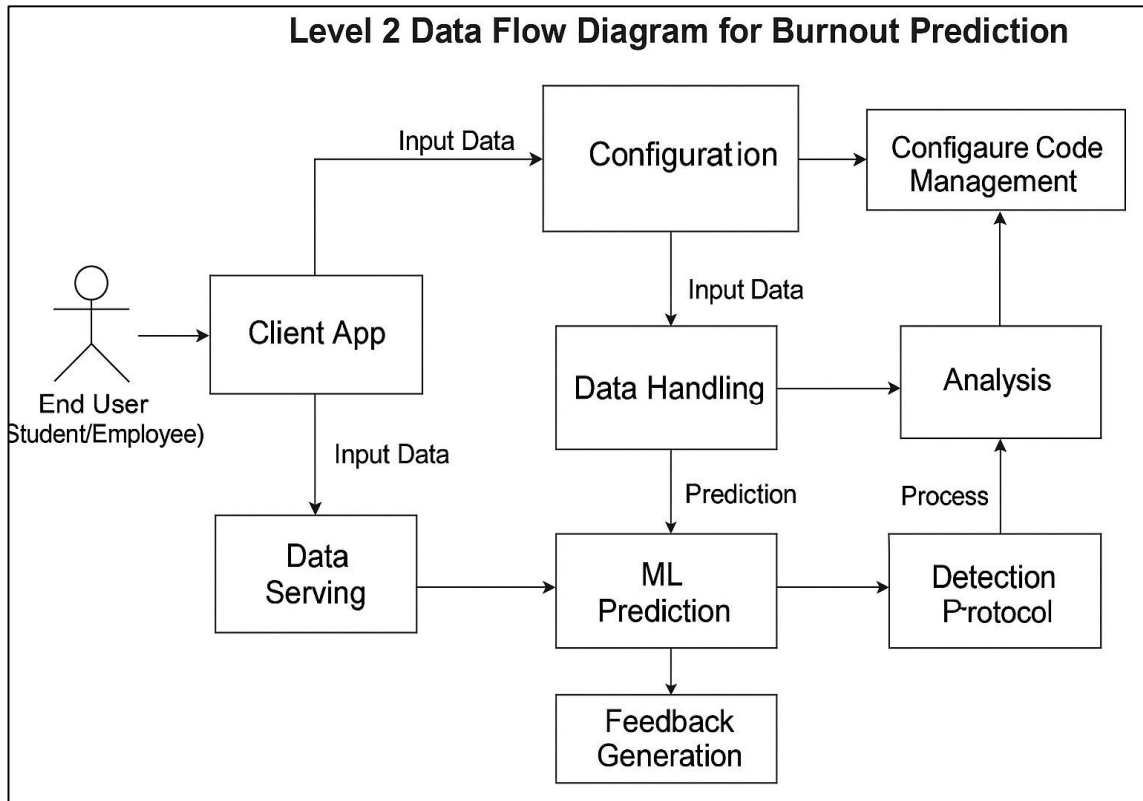 Level 2 Data Flow Diagram for Burnout Prediction
Input Data
Configuration
Configaure Code
Management
Input Data
Client App
End User
Student/Employee)
Data Handling
Analysis
Input Data
Prediction
Process
Data
Serving
ML
Prediction
Detection
Protocol
Feedback
Generation